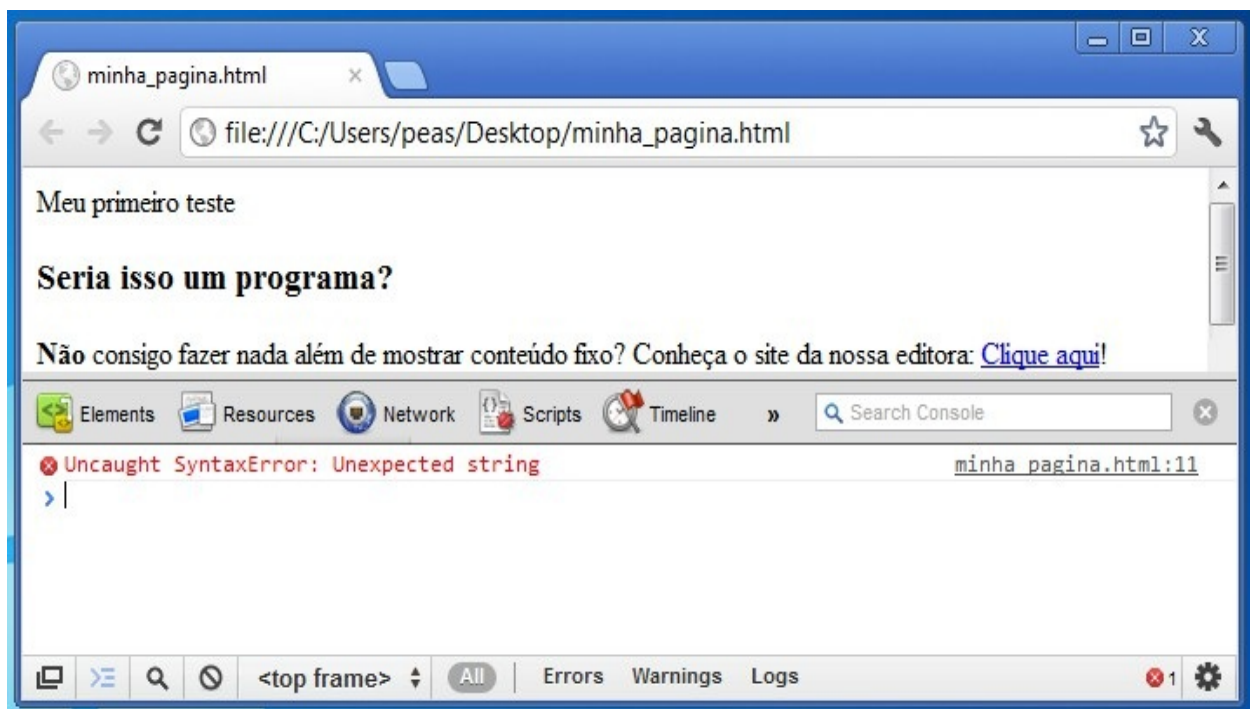 minha_pagina.html
file:///C:/Users/peas/Desktop/minha_pagina.html
Meu primeiro teste
Seria isso um programa?
Não consigo fazer nada além de mostrar conteúdo fixo? Conheça o site da nossa editora: Clique aqui!
Elements Resources Network Scripts Timeline » Search Console
Uncaught SyntaxError: Unexpected string minha_pagina.html:11
>
<top frame> All | Errors Warnings Logs 1